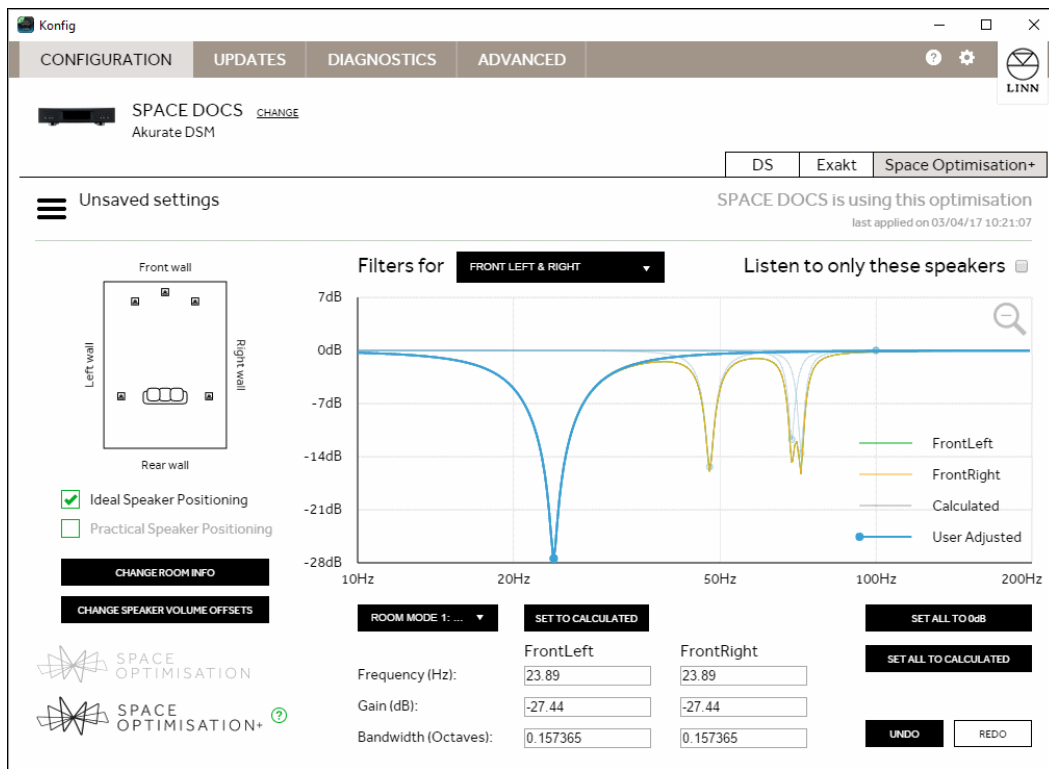 Konfig
CONFIGURATION UPDATES DIAGNOSTICS ADVANCED
LINN
SPACE DOCS CHANGE
Akurate DSM
DS Exakt Space Optimisation+
Unsaved settings
SPACE DOCS is using this optimisation
last applied on 03/04/17 10:21:07
Front wall
Left wall
Right wall
Rear wall
Ideal Speaker Positioning
Practical Speaker Positioning
CHANGE ROOM INFO
CHANGE SPEAKER VOLUME OFFSETS
SPACE
OPTIMISATION
SPACE
OPTIMISATION+ ?
Filters for FRONT LEFT & RIGHT
Listen to only these speakers
7dB
0dB
-7dB
-14dB
-21dB
-28dB
10Hz 20Hz 50Hz 100Hz 200Hz
FrontLeft
FrontRight
Calculated
User Adjusted
ROOM MODE 1: ... SET TO CALCULATED SET ALL TO 0dB
SET ALL TO CALCULATED
FrontLeft FrontRight
Frequency (Hz): 23.89 23.89
Gain (dB): -27.44 -27.44
Bandwidth (Octaves): 0.157365 0.157365
UNDO REDO